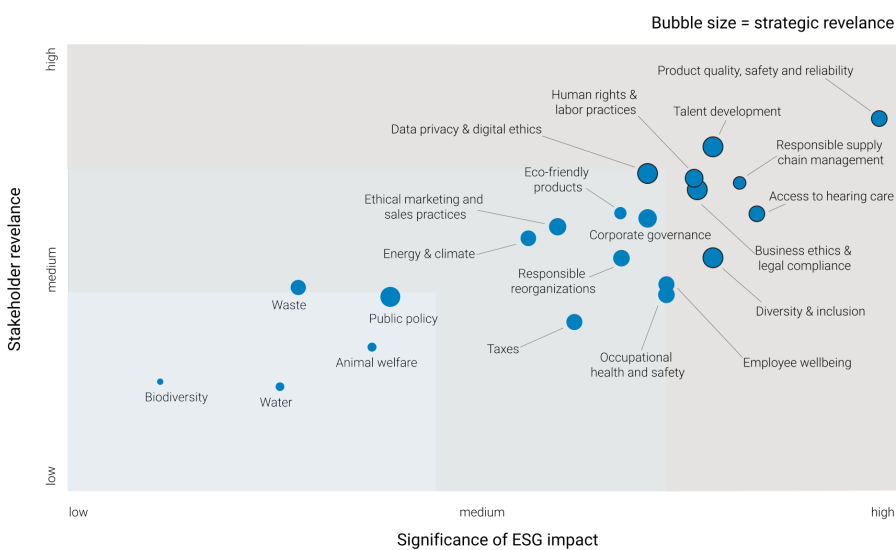 Bubble size = strategic revelance
high
Product quality, safety and reliability
Human rights &
labor practices
Talent development
Data privacy & digital ethics
Responsible supply
chain management
Eco-friendly
products
Access to hearing care
Ethical marketing and
sales practices
Stakeholder revelance
Corporate governance
Energy & climate
Business ethics &
legal compliance
medium
Responsible
reorganizations
Waste
Public policy
Diversity & inclusion
Taxes
Occupational
health and safety
Animal welfare
Employee wellbeing
Biodiversity
Water
low
low
medium
high
Significance of ESG impact